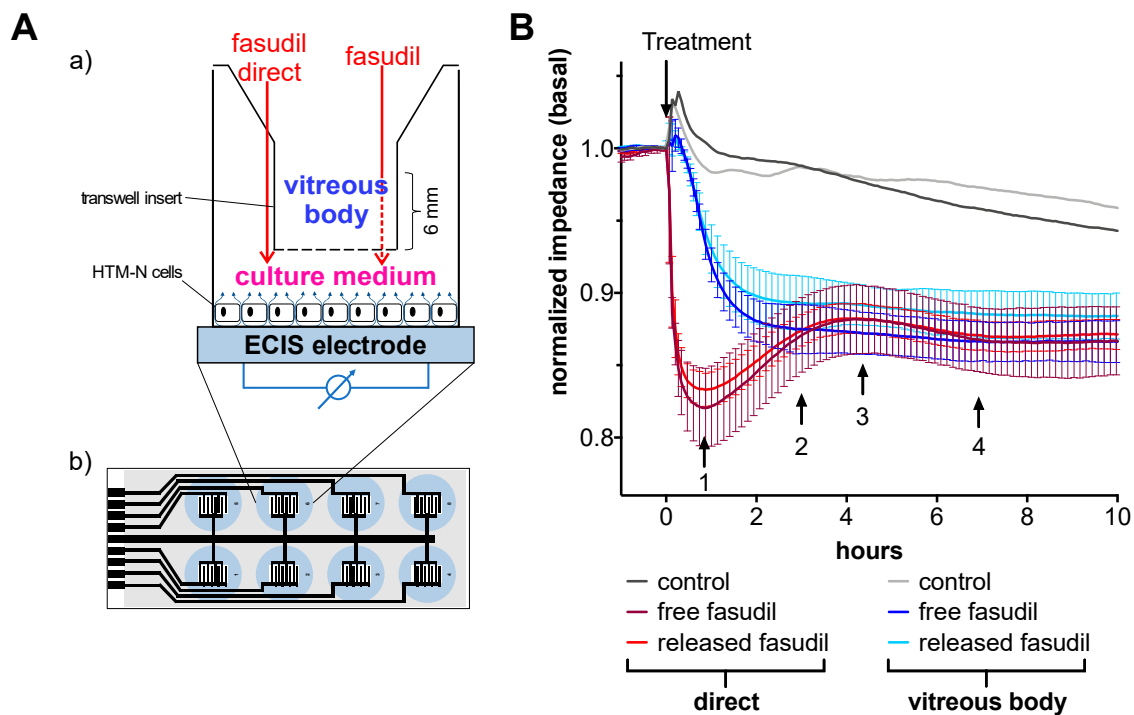 A
a)
fasudil
direct
fasudil
transwell insert
vitreous
body
6 mm
HTM-N cells
culture medium
ECIS electrode
b)
B
Treatment
normalized impedance (basal)
1.0
0.9
0.8
1
2
3
4
0 2 4 6 8 10
hours
control
free fasudil
released fasudil
direct
control
free fasudil
released fasudil
vitreous body